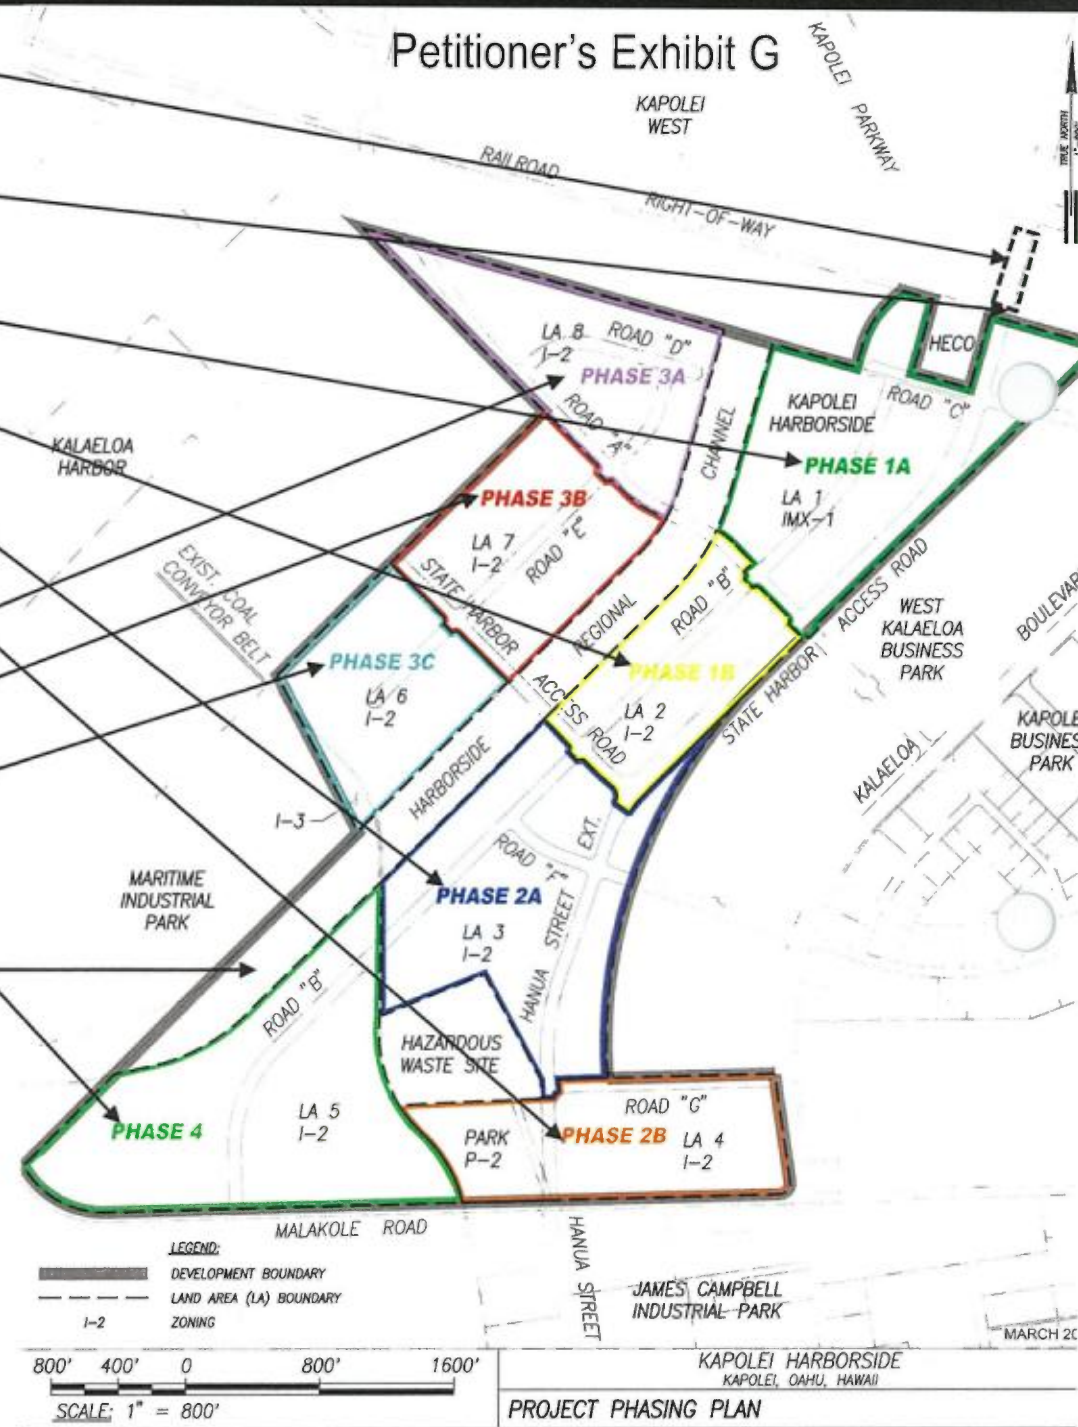 Petitioner's Exhibit G
KAPOLEI PARKWAY
KAPOLEI
WEST
TRUE NORTH
RAILROAD
RIGHT-OF-WAY
HECO
LA 8
I-2
ROAD "D"
PHASE 3A
ROAD "A"
CHANNEL
KAPOLEI
HARBORSIDE
ROAD "C"
PHASE 1A
LA 1
IMX-1
KALAELOA
HARBOR
PHASE 3B
LA 7
I-2
ROAD "E"
STATE HARBOR
ACCESS ROAD
EXIST. COAL
CONVEYOR BELT
REGIONAL
ROAD "B"
STATE HARBOR
ACCESS ROAD
WEST
KALAELOA
BUSINESS
PARK
BOULEVAR
PHASE 3C
LA 6
I-2
PHASE 1B
LA 2
I-2
KAPOLE
BUSINES
PARK
KALAELOA
HARBORSIDE
I-3
MARITIME
INDUSTRIAL
PARK
ROAD "F"
HANUA STREET EXT.
PHASE 2A
LA 3
I-2
ROAD "B"
HAZARDOUS
WASTE SITE
PHASE 4
LA 5
I-2
ROAD "G"
PARK
P-2
PHASE 2B
LA 4
I-2
MALAKOLE ROAD
HANUA STREET
JAMES CAMPBELL
INDUSTRIAL PARK
LEGEND:
DEVELOPMENT BOUNDARY
LAND AREA (LA) BOUNDARY
I-2 ZONING
MARCH 20
800' 400' 0 800' 1600'
SCALE: 1" = 800'
KAPOLEI HARBORSIDE
KAPOLEI, OAHU, HAWAII
PROJECT PHASING PLAN